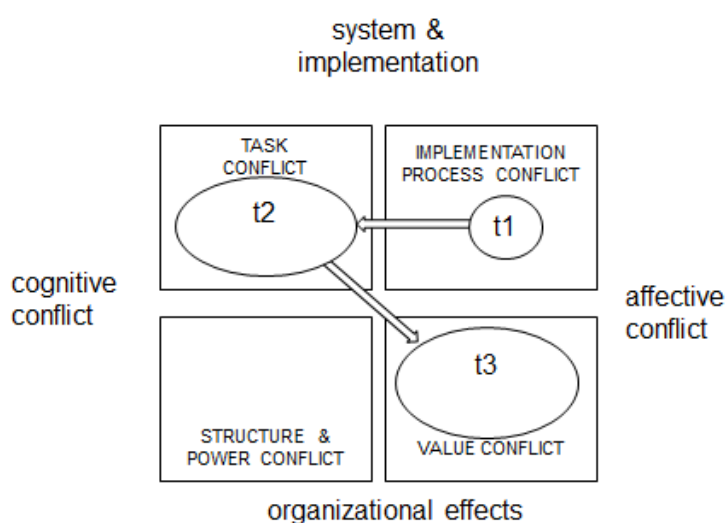 system &
implementation
TASK
CONFLICT
IMPLEMENTATION
PROCESS CONFLICT
t2
t1
cognitive
conflict
affective
conflict
t3
STRUCTURE &
POWER CONFLICT
VALUE CONFLICT
organizational effects